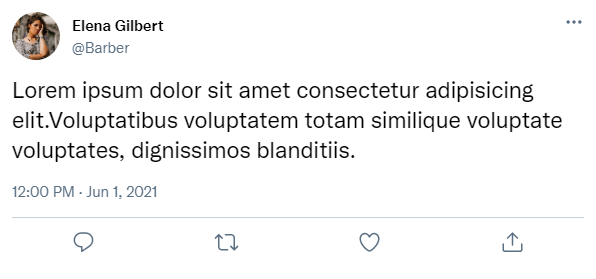 Elena Gilbert
@Barber
Lorem ipsum dolor sit amet consectetur adipisicing
elit.Voluptatibus voluptatem totam similique voluptate
voluptates, dignissimos blanditiis.
12:00 PM · Jun 1, 2021